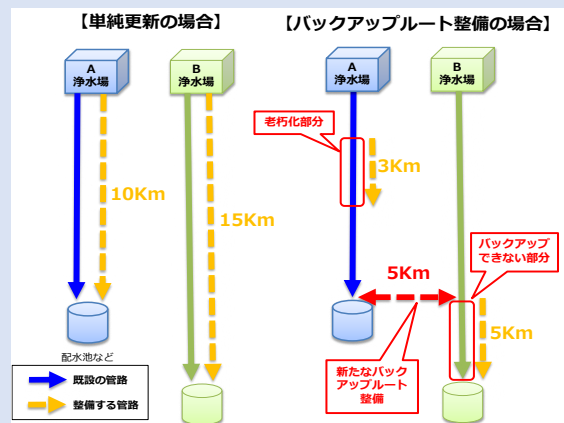 【単純更新の場合】
【バックアップルート整備の場合】
A
浄水場
B
浄水場
10Km
15Km
配水池など
既設の管路
整備する管路
A
浄水場
B
浄水場
老朽化部分
3Km
バックアップ
できない部分
5Km
5Km
新たなバック
アップルート
整備